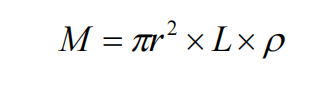 M = πr² × L × ρ